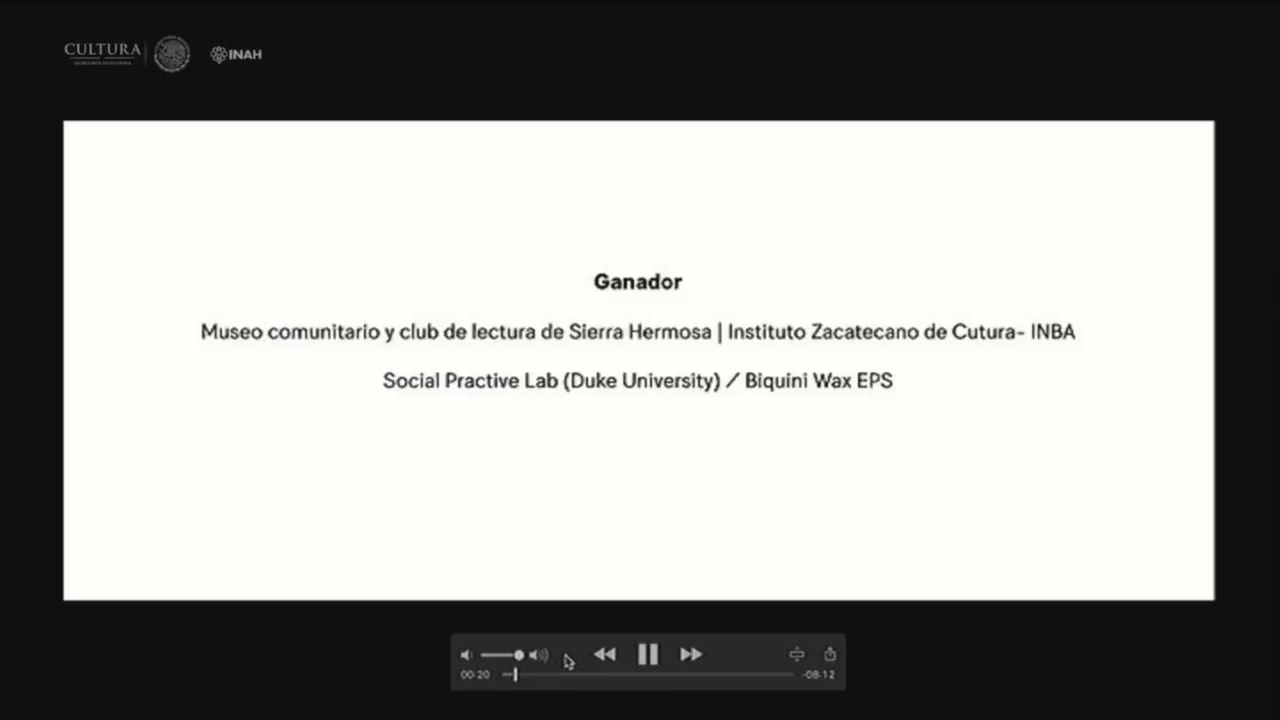 CULTURA
INAH
Ganador
Museo comunitario y club de lectura de Sierra Hermosa | Instituto Zacatecano de Cutura- INBA
Social Practive Lab (Duke University) / Biquini Wax EPS
00:20
-08:12